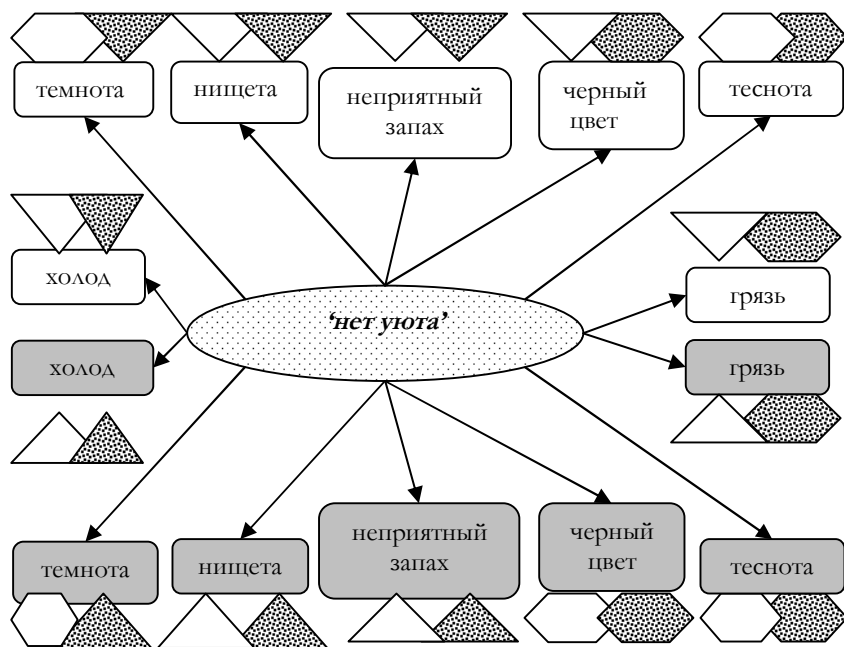 темнота
нищета
неприятный
запах
черный
цвет
теснота
холод
грязь
‘нет уюта’
холод
грязь
темнота
нищета
неприятный
запах
черный
цвет
теснота